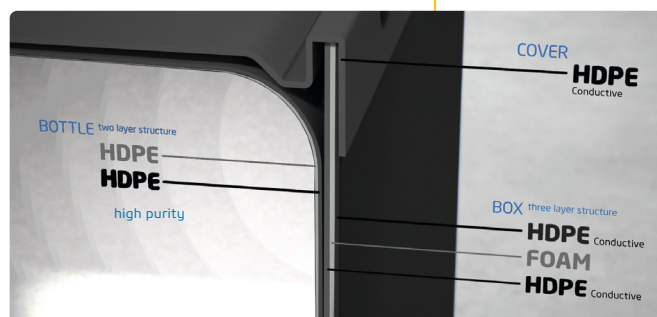 COVER
HDPE
Conductive
BOTTLE two layer structure
HDPE
HDPE
high purity
BOX three layer structure
HDPE Conductive
FOAM
HDPE Conductive